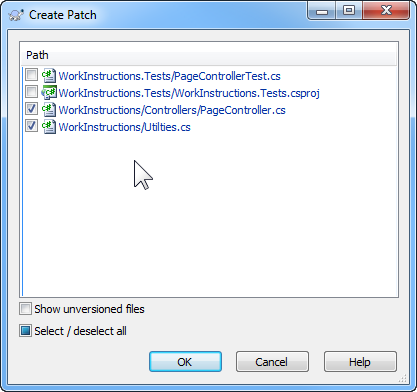 Create Patch
Path
WorkInstructions.Tests/PageControllerTest.cs
WorkInstructions.Tests/WorkInstructions.Tests.csproj
WorkInstructions/Controllers/PageController.cs
WorkInstructions/Utilties.cs
Show unversioned files
Select / deselect all
OK Cancel Help